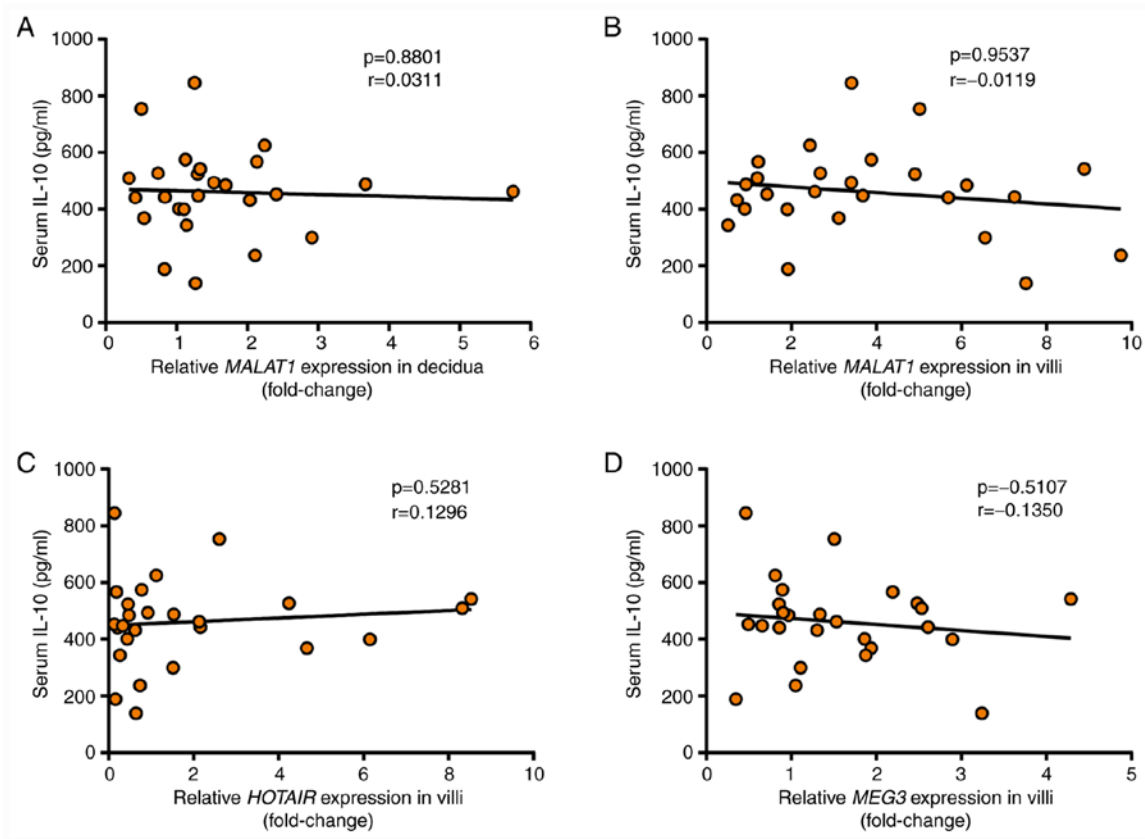 A
1000
800
600
400
200
0
Serum IL-10 (pg/ml)
p=0.8801
r=0.0311
0 1 2 3 4 5 6
Relative MALAT1 expression in decidua
(fold-change)
B
1000
800
600
400
200
0
Serum IL-10 (pg/ml)
p=0.9537
r=−0.0119
0 2 4 6 8 10
Relative MALAT1 expression in villi
(fold-change)
C
1000
800
600
400
200
0
Serum IL-10 (pg/ml)
p=0.5281
r=0.1296
0 2 4 6 8 10
Relative HOTAIR expression in villi
(fold-change)
D
1000
800
600
400
200
0
Serum IL-10 (pg/ml)
p=−0.5107
r=−0.1350
0 1 2 3 4 5
Relative MEG3 expression in villi
(fold-change)